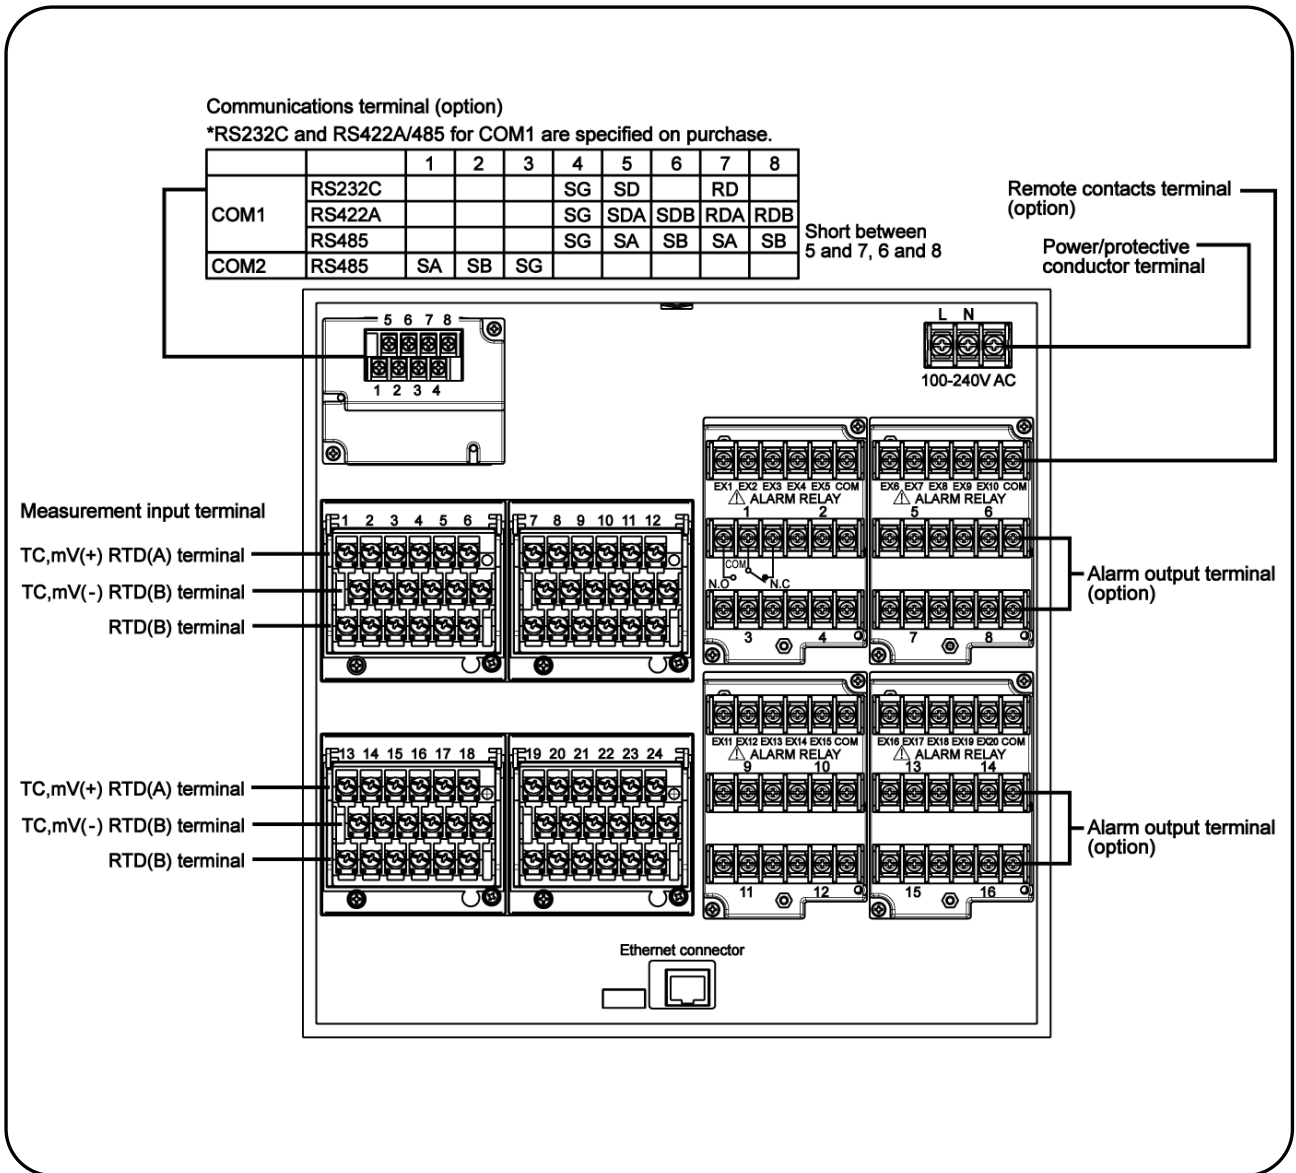 Communications terminal (option)
*RS232C and RS422A/485 for COM1 are specified on purchase.
1 2 3 4 5 6 7 8
COM1 RS232C SG SD RD
RS422A SG SDA SDB RDA RDB
RS485 SG SA SB SA SB
COM2 RS485 SA SB SG
Short between
5 and 7, 6 and 8
Remote contacts terminal
(option)
Power/protective
conductor terminal
5 6 7 8
1 2 3 4
L N
100-240V AC
EX1 EX2 EX3 EX4 EX5 COM
⚠ ALARM RELAY
1 2
COM
N.O N.C
3 4
EX6 EX7 EX8 EX9 EX10 COM
⚠ ALARM RELAY
5 6
7 8
Alarm output terminal
(option)
Measurement input terminal
1 2 3 4 5 6
7 8 9 10 11 12
TC,mV(+) RTD(A) terminal
TC,mV(-) RTD(B) terminal
RTD(B) terminal
EX11 EX12 EX13 EX14 EX15 COM
⚠ ALARM RELAY
9 10
11 12
EX16 EX17 EX18 EX19 EX20 COM
⚠ ALARM RELAY
13 14
15 16
Alarm output terminal
(option)
13 14 15 16 17 18
19 20 21 22 23 24
TC,mV(+) RTD(A) terminal
TC,mV(-) RTD(B) terminal
RTD(B) terminal
Ethernet connector